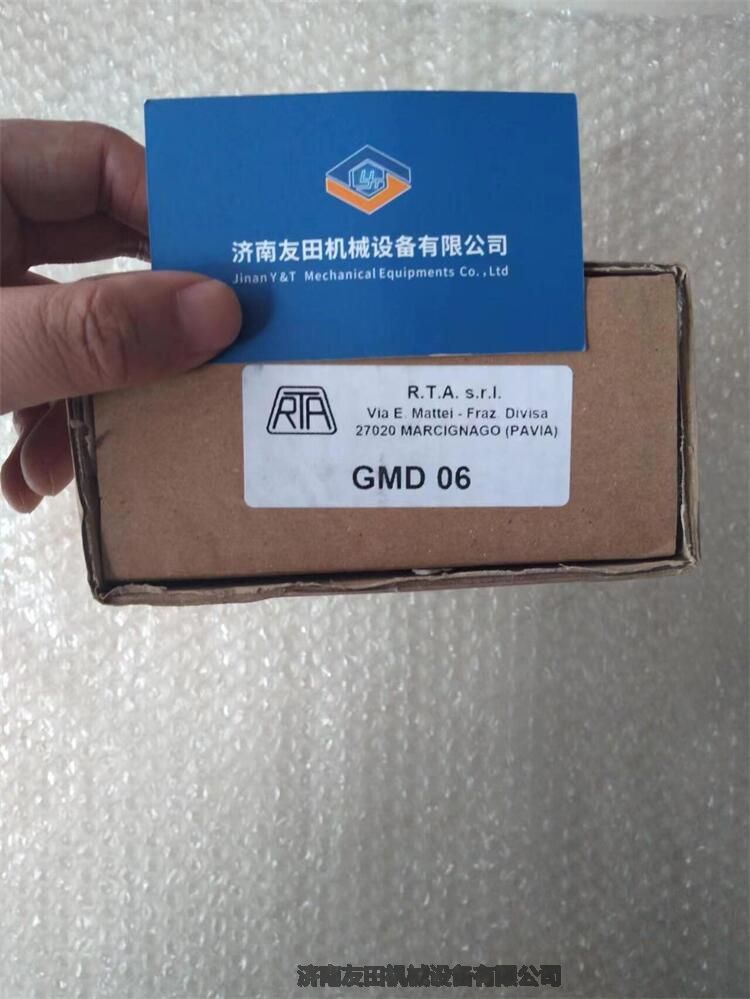 YT
济南友田机械设备有限公司
Jinan Y&T Mechanical Equipments Co.,Ltd
RTA
R.T.A. s.r.l.
Via E. Mattei - Fraz. Divisa
27020 MARCIGNAGO (PAVIA)
GMD 06
济南友田机械设备有限公司